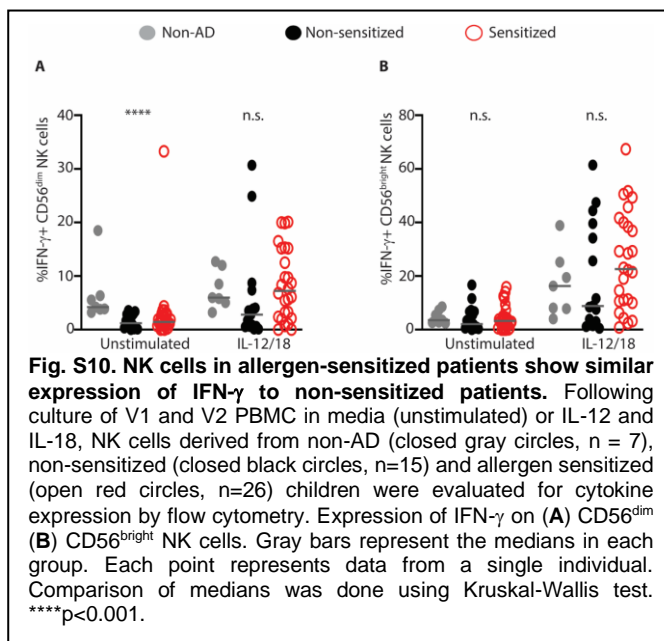 Non-AD Non-sensitized Sensitized
A B
%IFN-γ+ CD56dim NK cells
40
30
20
10
0
**** n.s.
Unstimulated IL-12/18
%IFN-γ+ CD56bright NK cells
80
60
40
20
0
n.s. n.s.
Unstimulated IL-12/18
Fig. S10. NK cells in allergen-sensitized patients show similar
expression of IFN-γ to non-sensitized patients. Following
culture of V1 and V2 PBMC in media (unstimulated) or IL-12 and
IL-18, NK cells derived from non-AD (closed gray circles, n = 7),
non-sensitized (closed black circles, n=15) and allergen sensitized
(open red circles, n=26) children were evaluated for cytokine
expression by flow cytometry. Expression of IFN-γ on (A) CD56dim
(B) CD56bright NK cells. Gray bars represent the medians in each
group. Each point represents data from a single individual.
Comparison of medians was done using Kruskal-Wallis test.
****p<0.001.